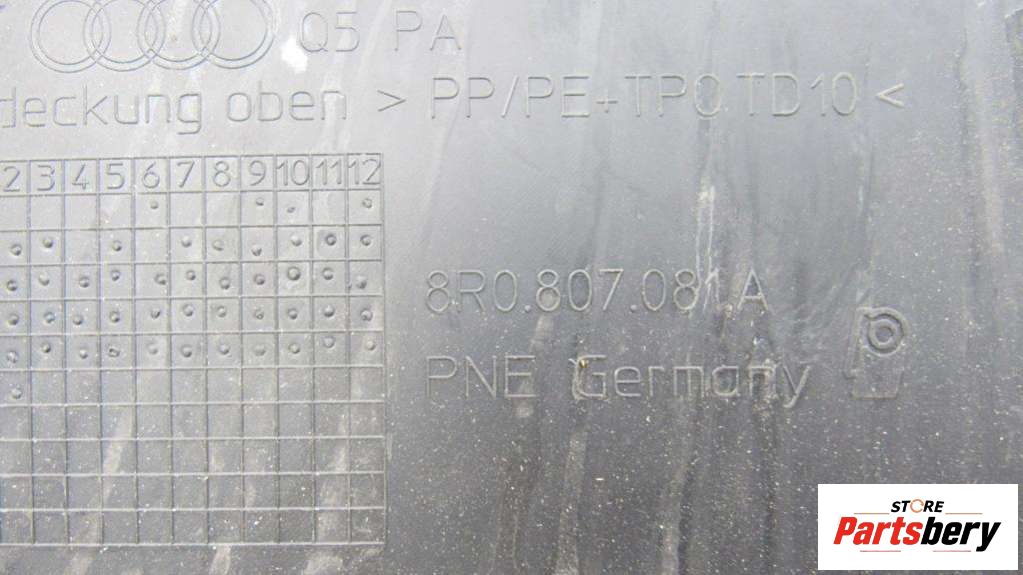 Q5 PA
deckung oben > PP/PE+TPO TD10 <
2 3 4 5 6 7 8 9 10 11 12
8R0.807.081.A
PNE Germany
STORE
Partsbery